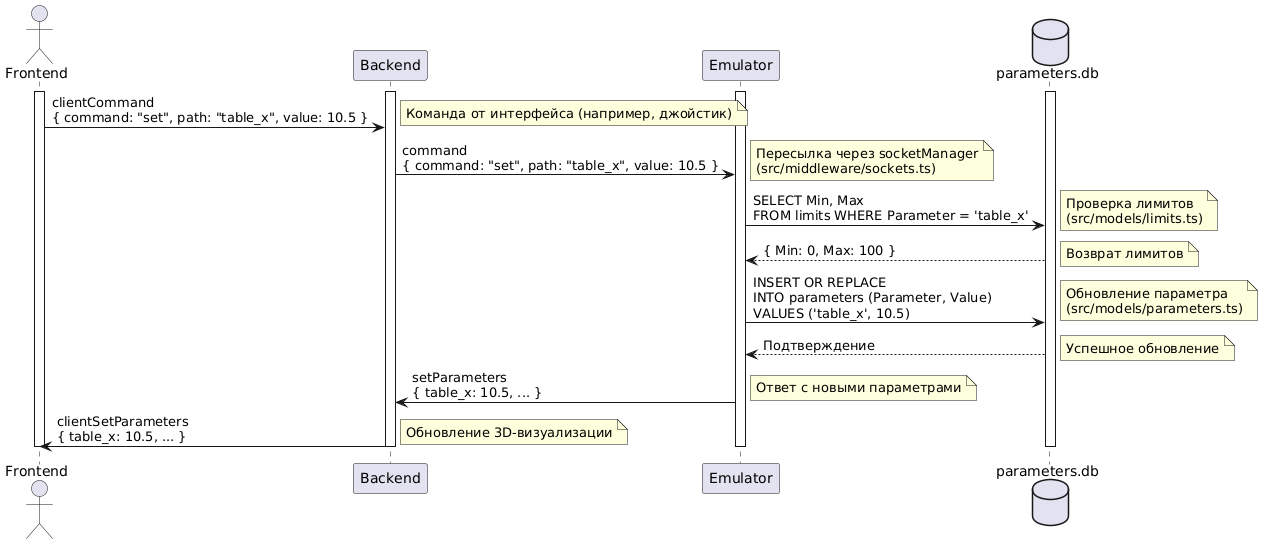 Frontend
Backend
Emulator
parameters.db
clientCommand
{ command: "set", path: "table_x", value: 10.5 }
Команда от интерфейса (например, джойстик)
command
{ command: "set", path: "table_x", value: 10.5 }
Пересылка через socketManager
(src/middleware/sockets.ts)
SELECT Min, Max
FROM limits WHERE Parameter = 'table_x'
Проверка лимитов
(src/models/limits.ts)
{ Min: 0, Max: 100 }
Возврат лимитов
INSERT OR REPLACE
INTO parameters (Parameter, Value)
VALUES ('table_x', 10.5)
Обновление параметра
(src/models/parameters.ts)
Подтверждение
Успешное обновление
setParameters
{ table_x: 10.5, ... }
Ответ с новыми параметрами
clientSetParameters
{ table_x: 10.5, ... }
Обновление 3D-визуализации
Frontend
Backend
Emulator
parameters.db